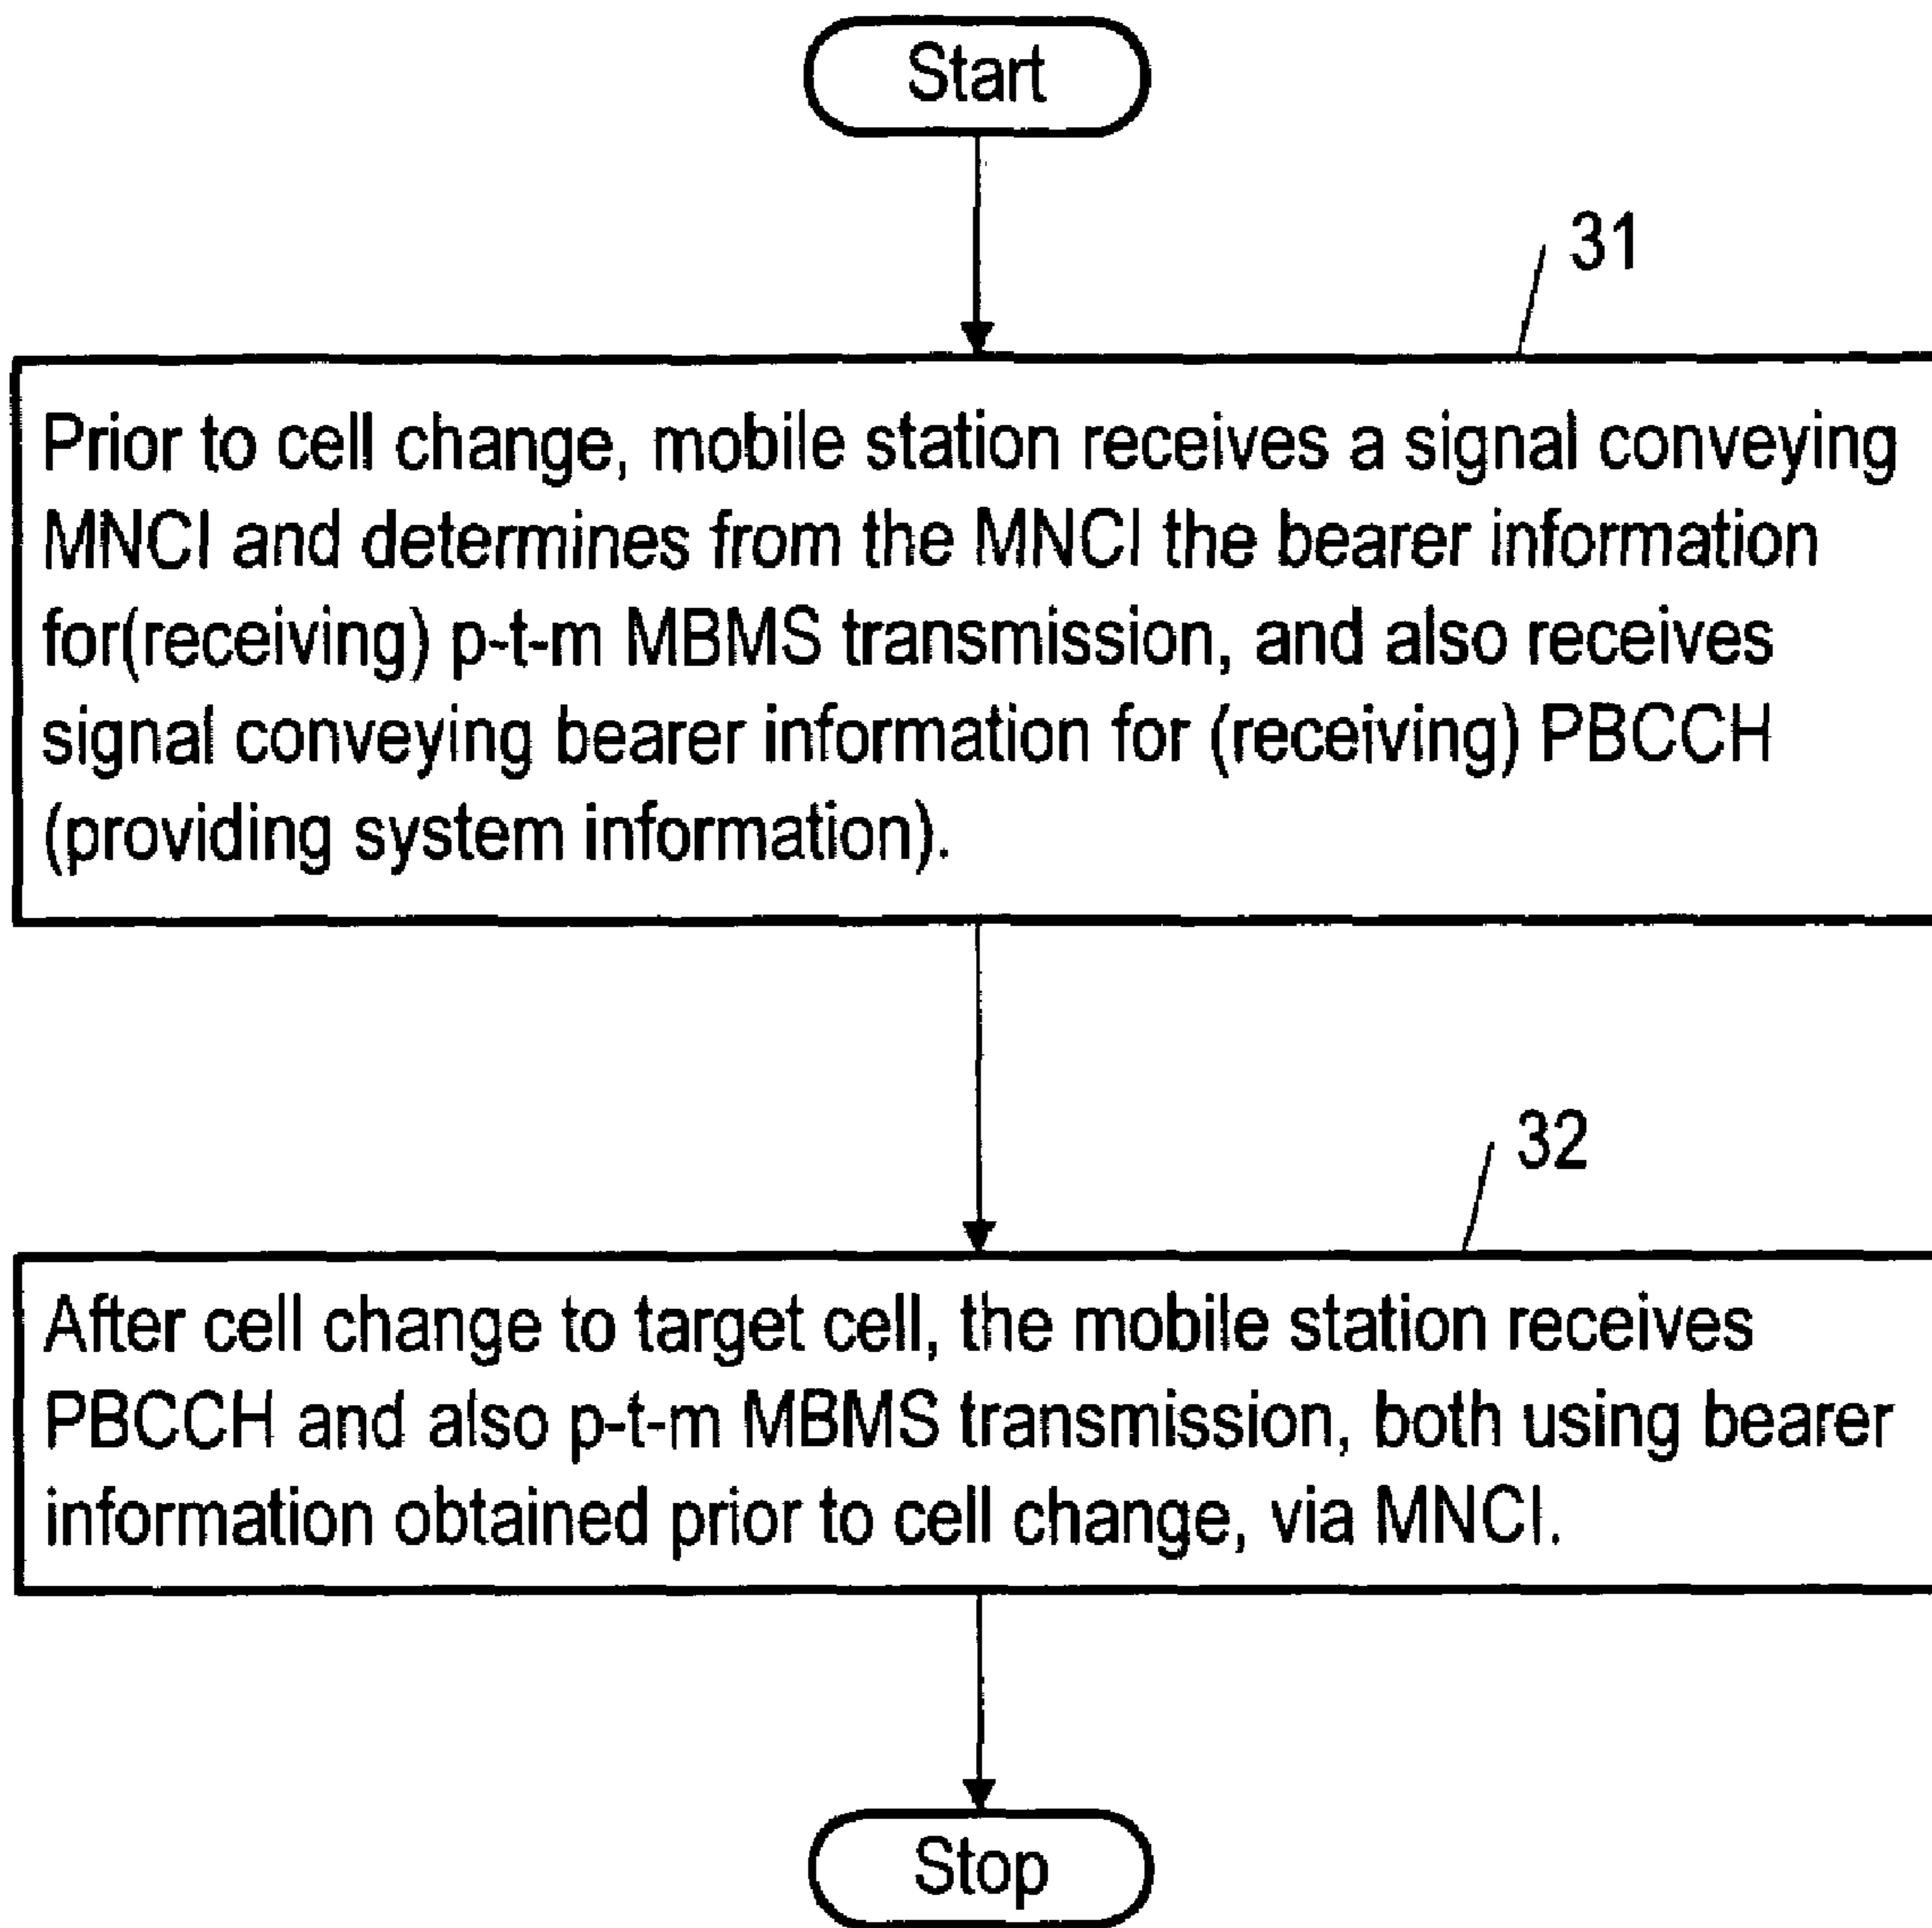 Start
31
Prior to cell change, mobile station receives a signal conveying
MNCI and determines from the MNCI the bearer information
for(receiving) p-t-m MBMS transmission, and also receives
signal conveying bearer information for (receiving) PBCCH
(providing system information).
32
After cell change to target cell, the mobile station receives
PBCCH and also p-t-m MBMS transmission, both using bearer
information obtained prior to cell change, via MNCI.
Stop